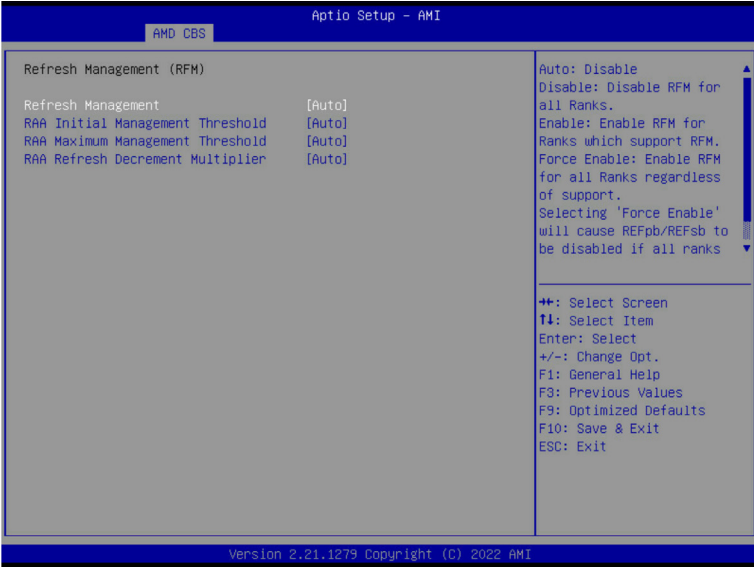 Aptio Setup - AMI
AMD CBS
Refresh Management (RFM)
Refresh Management [Auto]
RAA Initial Management Threshold [Auto]
RAA Maximum Management Threshold [Auto]
RAA Refresh Decrement Multiplier [Auto]
Auto: Disable
Disable: Disable RFM for
all Ranks.
Enable: Enable RFM for
Ranks which support RFM.
Force Enable: Enable RFM
for all Ranks regardless
of support.
Selecting 'Force Enable'
will cause REFpb/REFsb to
be disabled if all ranks
→←: Select Screen
↑↓: Select Item
Enter: Select
+/-: Change Opt.
F1: General Help
F3: Previous Values
F9: Optimized Defaults
F10: Save & Exit
ESC: Exit
Version 2.21.1279 Copyright (C) 2022 AMI